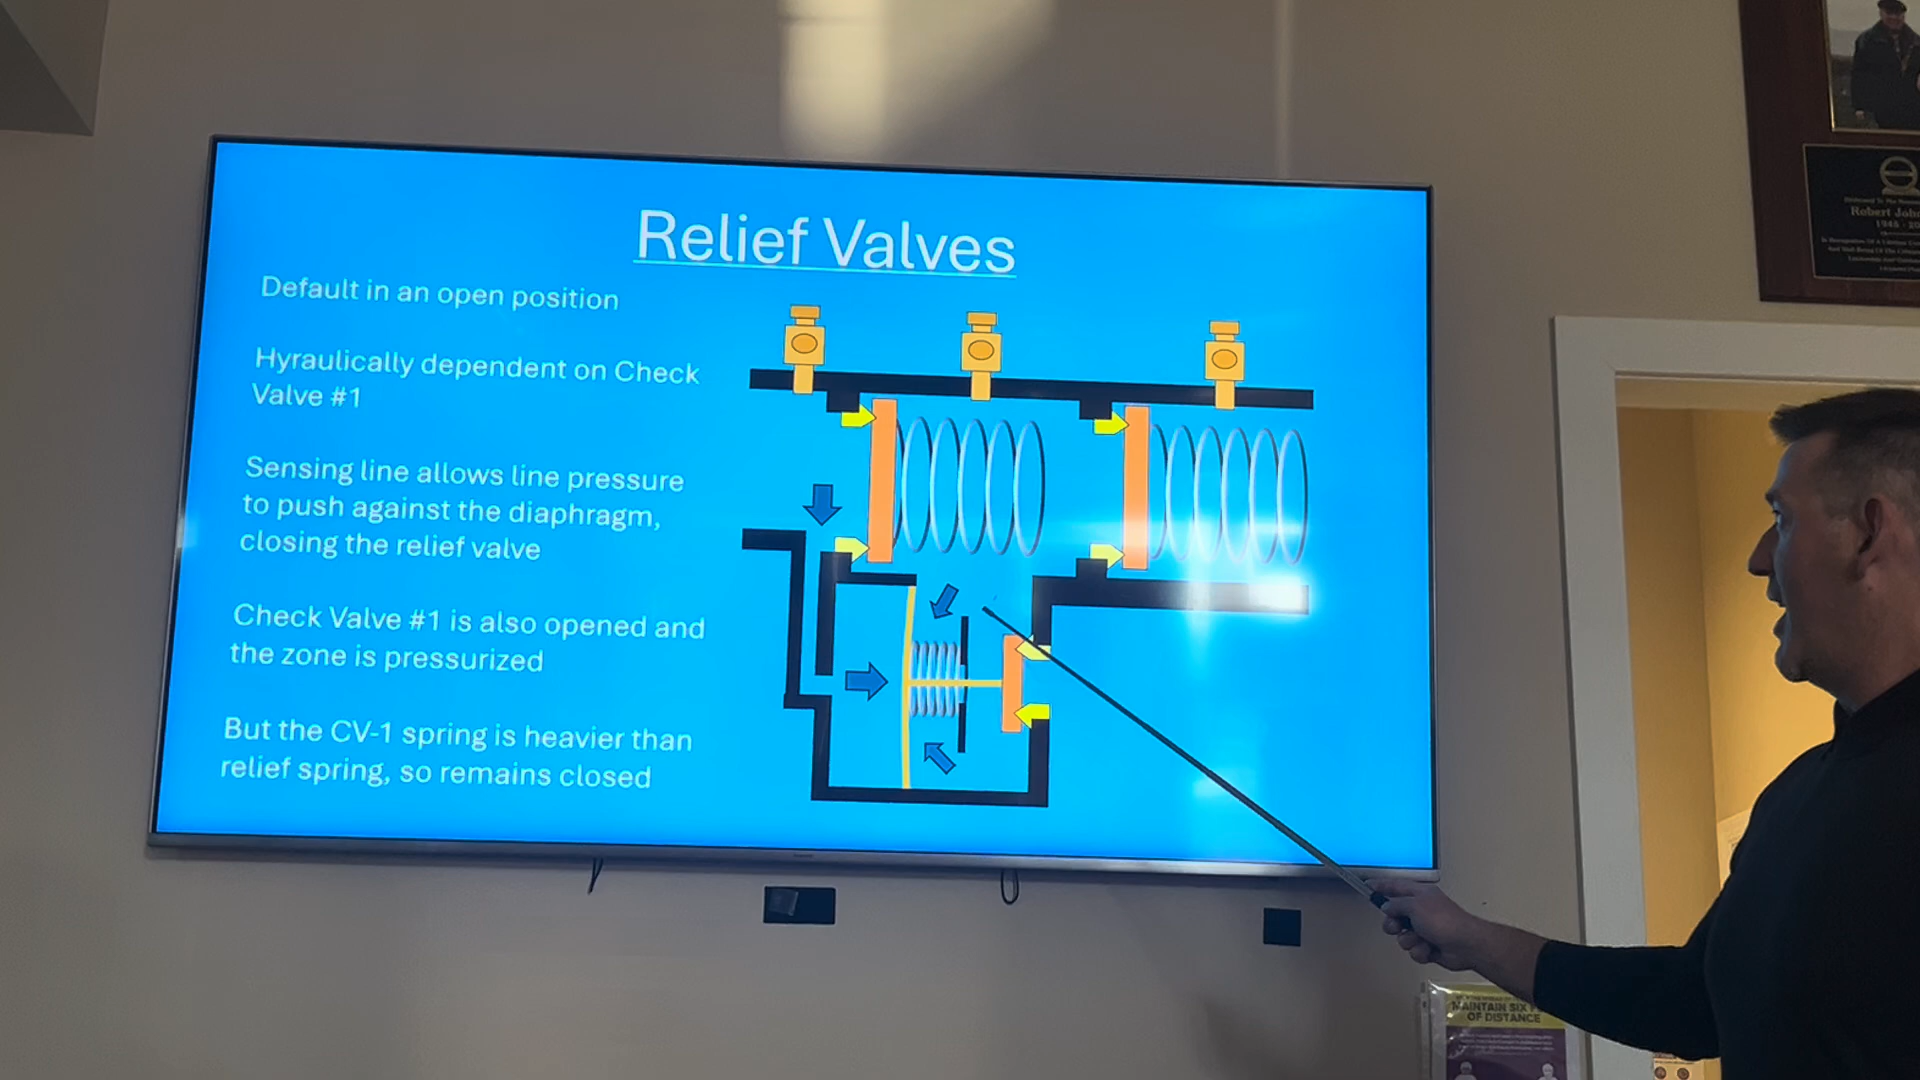 Relief Valves
Default in an open position
Hyraulically dependent on Check
Valve #1
Sensing line allows line pressure
to push against the diaphragm,
closing the relief valve
Check Valve #1 is also opened and
the zone is pressurized
But the CV-1 spring is heavier than
relief spring, so remains closed
Robert
MAINTAIN SIX
OF DISTANCE